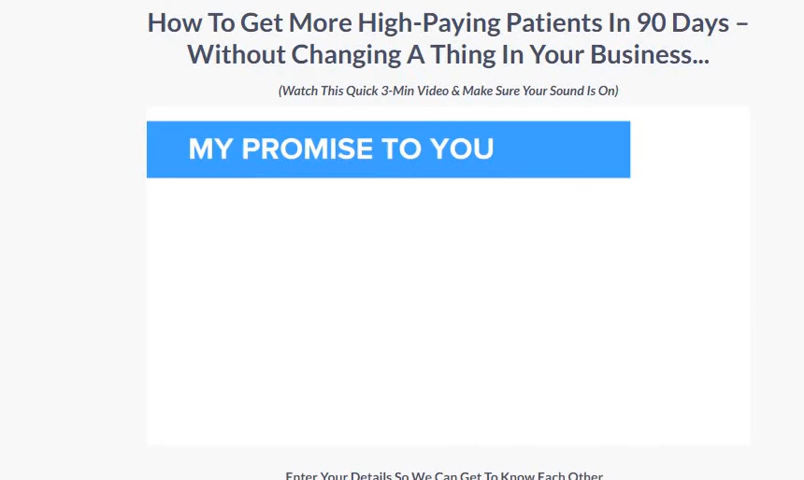 How To Get More High-Paying Patients In 90 Days –
Without Changing A Thing In Your Business...
(Watch This Quick 3-Min Video & Make Sure Your Sound Is On)
MY PROMISE TO YOU
Enter Your Details So We Can Get To Know Each Other